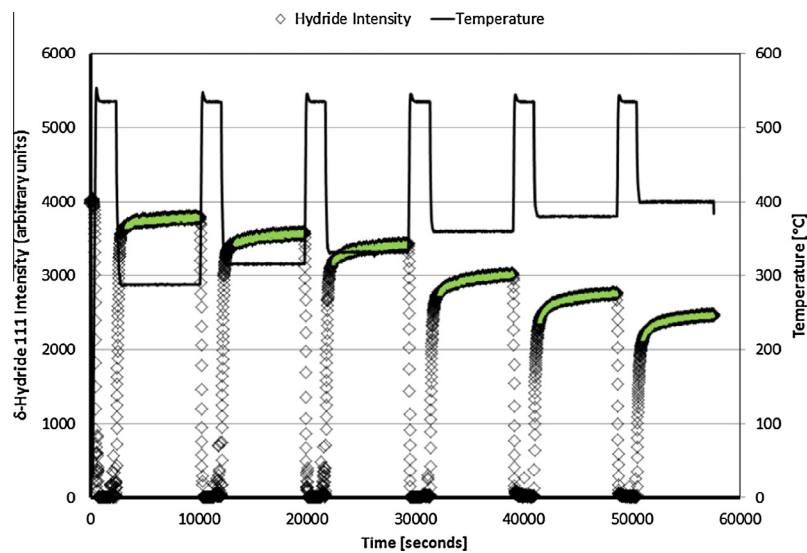 Hydride Intensity Temperature
6000 600
5000 500
4000 400
3000 300
2000 200
1000 100
0 0
0 10000 20000 30000 40000 50000 60000
δ-Hydride 111 Intensity (arbitrary units)
Temperature [°C]
Time [seconds]